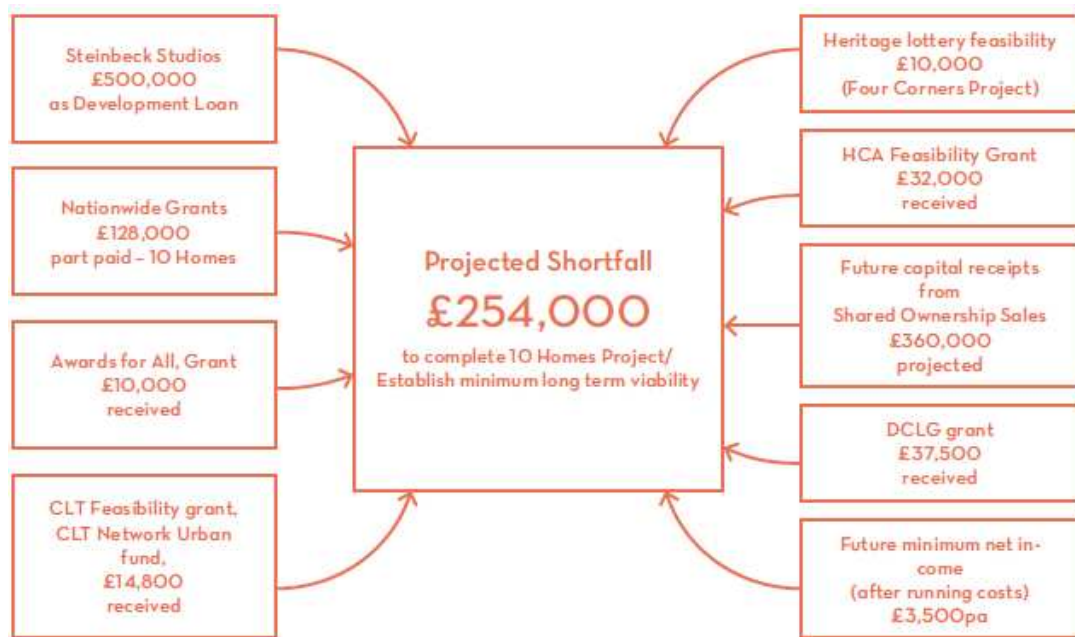 Steinbeck Studios
£500,000
as Development Loan
Nationwide Grants
£128,000
part paid – 10 Homes
Awards for All, Grant
£10,000
received
CLT Feasibility grant,
CLT Network Urban
fund,
£14,800
received
Projected Shortfall
£254,000
to complete 10 Homes Project/
Establish minimum long term viability
Heritage lottery feasibility
£10,000
(Four Corners Project)
HCA Feasibility Grant
£32,000
received
Future capital receipts
from
Shared Ownership Sales
£360,000
projected
DCLG grant
£37,500
received
Future minimum net in-
come
(after running costs)
£3,500pa